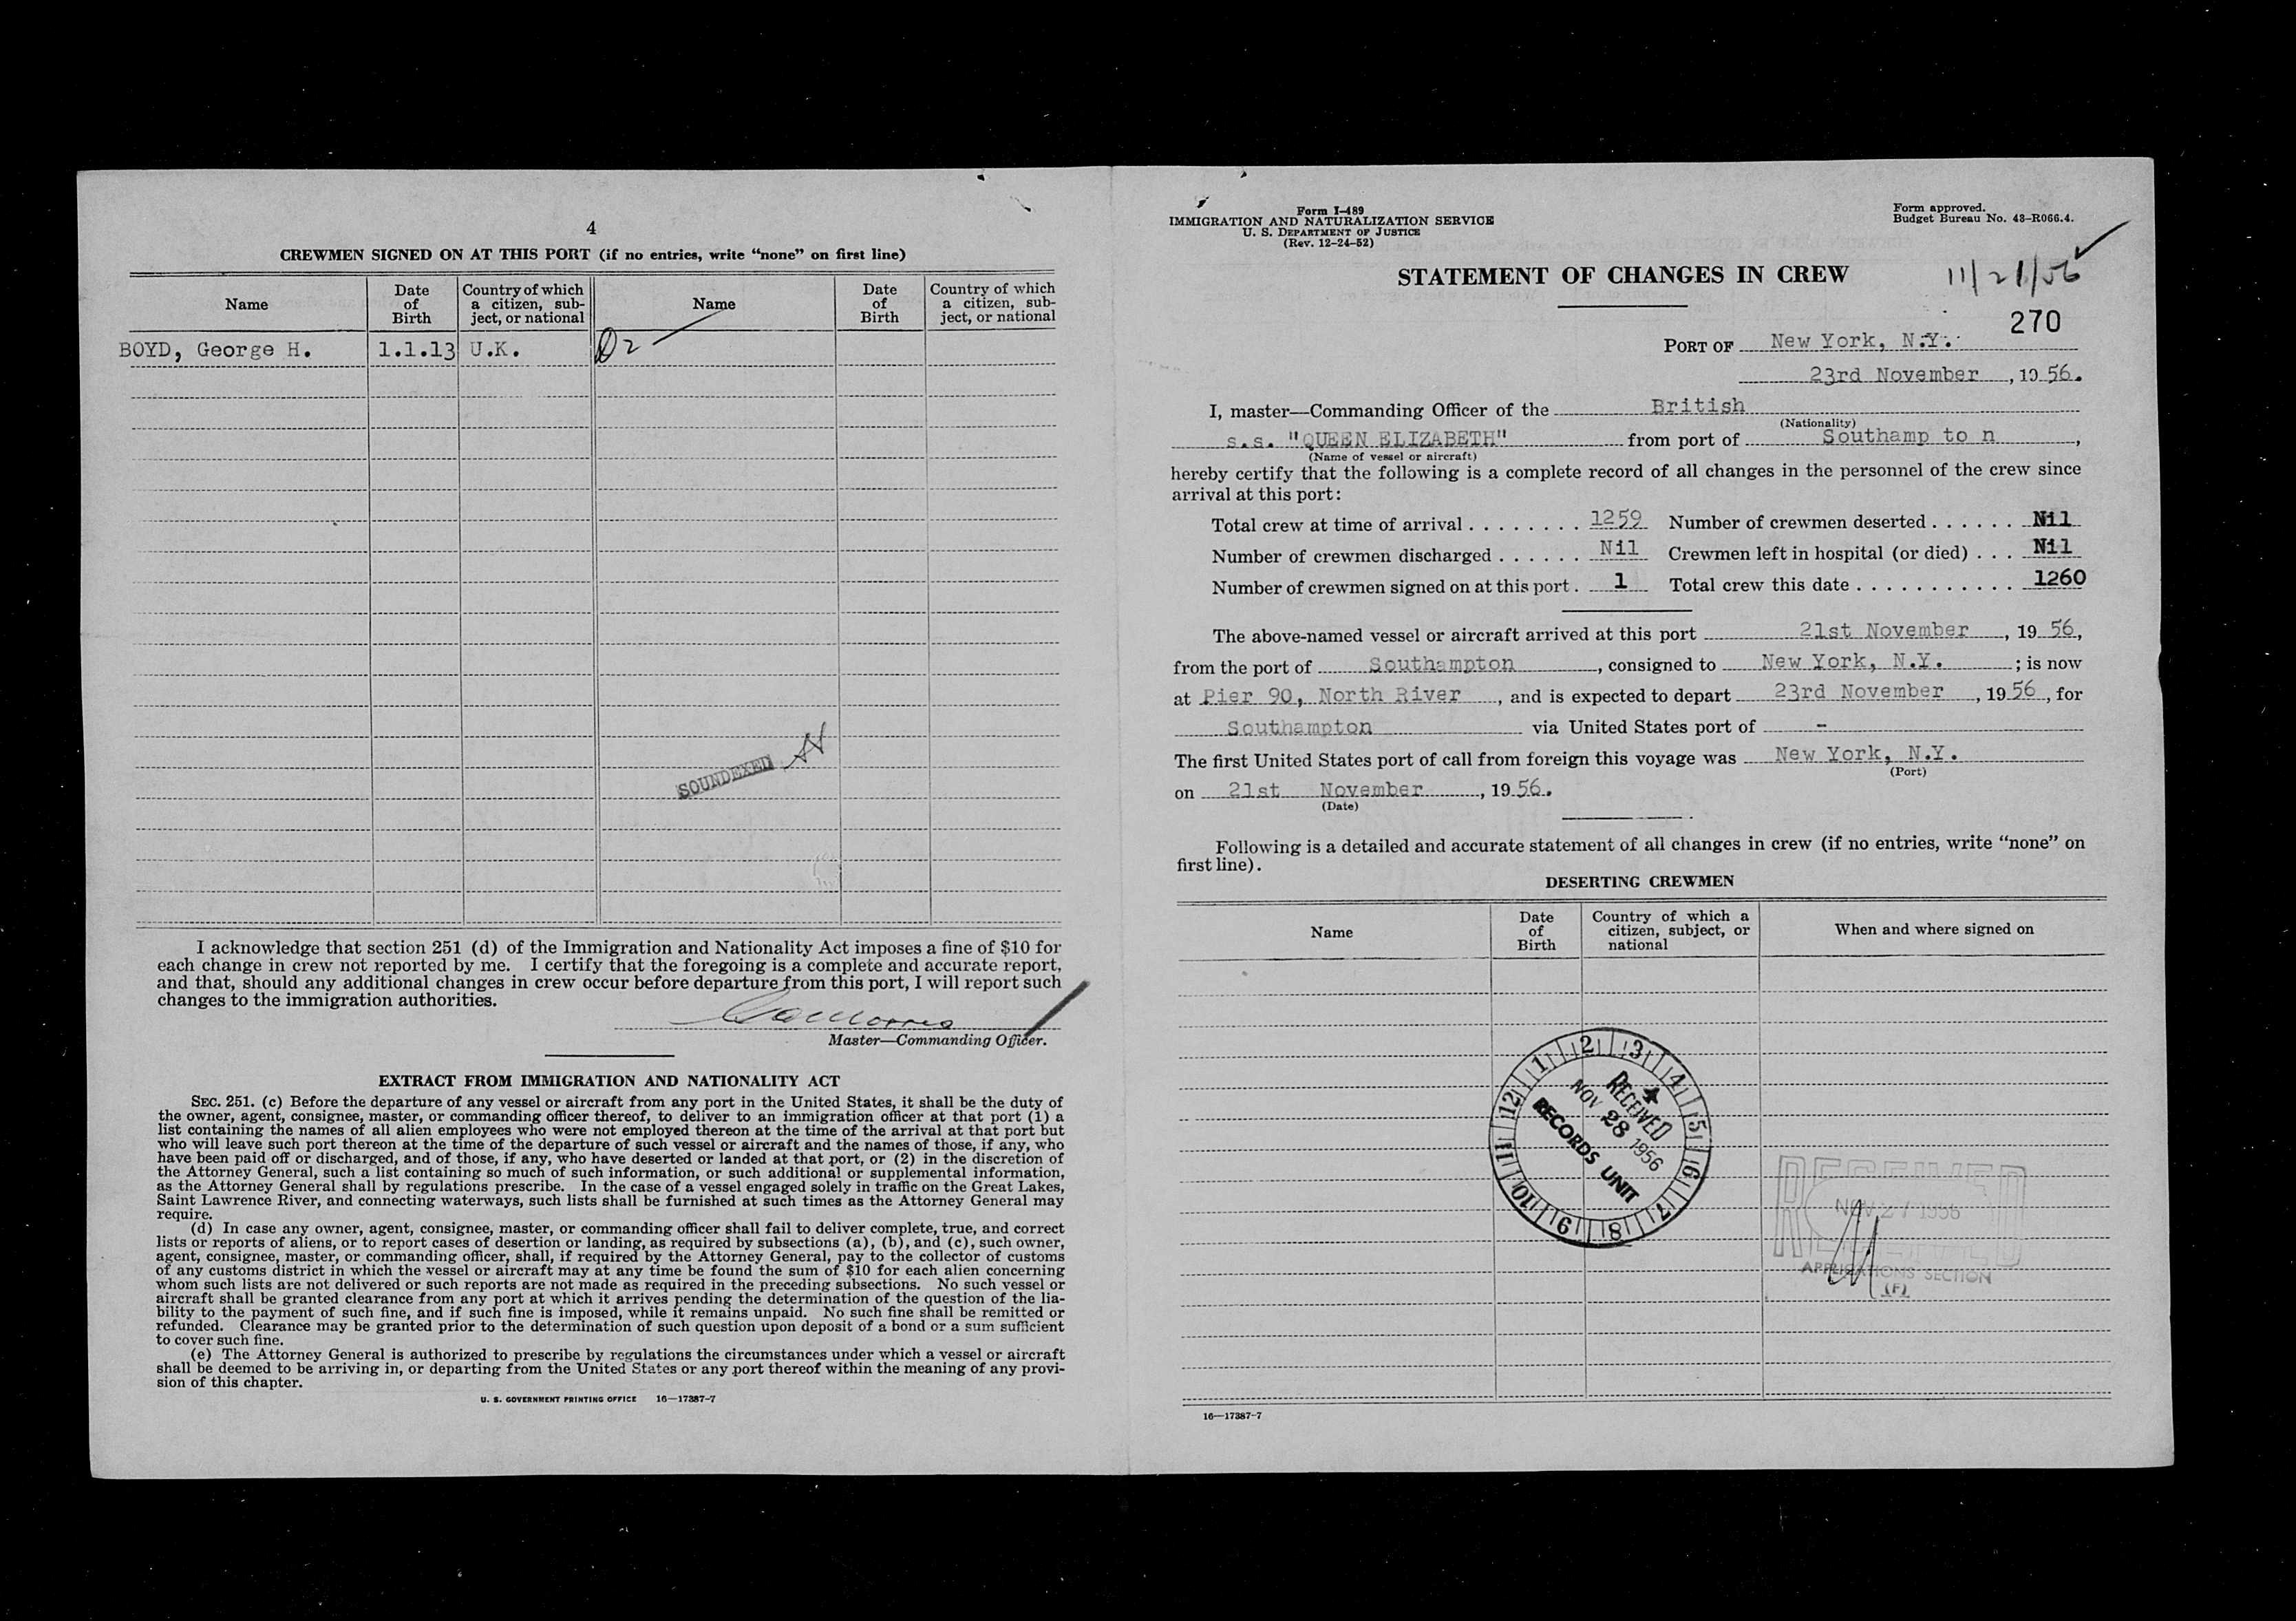 4
CREWMEN SIGNED ON AT THIS PORT (if no entries, write “none” on first line)
Name
Date of Birth
Country of which a citizen, sub-ject, or national
Name
Date of Birth
Country of which a citizen, sub-ject, or national
BOYD, George H. 1.1.13 U.K.
SOUNDEXED
I acknowledge that section 251 (d) of the Immigration and Nationality Act imposes a fine of $10 for
each change in crew not reported by me. I certify that the foregoing is a complete and accurate report,
and that, should any additional changes in crew occur before departure from this port, I will report such
changes to the immigration authorities.
Master—Commanding Officer.
EXTRACT FROM IMMIGRATION AND NATIONALITY ACT
SEC. 251. (c) Before the departure of any vessel or aircraft from any port in the United States, it shall be the duty of
the owner, agent, consignee, master, or commanding officer thereof, to deliver to an immigration officer at that port (1) a
list containing the names of all alien employees who were not employed thereon at the time of the arrival at that port but
who will leave such port thereon at the time of the departure of such vessel or aircraft and the names of those, if any, who
have been paid off or discharged, and of those, if any, who have deserted or landed at that port, or (2) in the discretion of
the Attorney General, such a list containing so much of such information, or such additional or supplemental information,
as the Attorney General shall by regulations prescribe. In the case of a vessel engaged solely in traffic on the Great Lakes,
Saint Lawrence River, and connecting waterways, such lists shall be furnished at such times as the Attorney General may
require.
(d) In case any owner, agent, consignee, master, or commanding officer shall fail to deliver complete, true, and correct
lists or reports of aliens, or to report cases of desertion or landing, as required by subsections (a), (b), and (c), such owner,
agent, consignee, master, or commanding officer, shall, if required by the Attorney General, pay to the collector of customs
of any customs district in which the vessel or aircraft may at any time be found the sum of $10 for each alien concerning
whom such lists are not delivered or such reports are not made as required in the preceding subsections. No such vessel or
aircraft shall be granted clearance from any port at which it arrives pending the determination of the question of the lia-
bility to the payment of such fine, and if such fine is imposed, while it remains unpaid. No such fine shall be remitted or
refunded. Clearance may be granted prior to the determination of such question upon deposit of a bond or a sum sufficient
to cover such fine.
(e) The Attorney General is authorized to prescribe by regulations the circumstances under which a vessel or aircraft
shall be deemed to be arriving in, or departing from the United States or any port thereof within the meaning of any provi-
sion of this chapter.
U. S. GOVERNMENT PRINTING OFFICE 16—17387-7
Form I-489
IMMIGRATION AND NATURALIZATION SERVICE
U. S. DEPARTMENT OF JUSTICE
(Rev. 12-24-52)
Form approved.
Budget Bureau No. 43-R066.4.
STATEMENT OF CHANGES IN CREW
11/21/56
270
PORT OF New York, N.Y.
23rd November, 19 56.
I, master—Commanding Officer of the British
(Nationality)
s.s. "QUEEN ELIZABETH" from port of Southamp to n,
(Name of vessel or aircraft)
hereby certify that the following is a complete record of all changes in the personnel of the crew since
arrival at this port:
Total crew at time of arrival . . . . . . . . 1259 Number of crewmen deserted . . . . . . Nil
Number of crewmen discharged . . . . . . Nil Crewmen left in hospital (or died) . . . Nil
Number of crewmen signed on at this port . 1 Total crew this date . . . . . . . . . . . 1260
The above-named vessel or aircraft arrived at this port 21st November, 19 56,
from the port of Southampton, consigned to New York, N.Y. ; is now
at Pier 90, North River, and is expected to depart 23rd November, 19 56, for
Southampton via United States port of -
The first United States port of call from foreign this voyage was New York, N.Y.
(Port)
on 21st November, 19 56.
(Date)
Following is a detailed and accurate statement of all changes in crew (if no entries, write “none” on
first line).
DESERTING CREWMEN
Name
Date of Birth
Country of which a citizen, subject, or national
When and where signed on
1 2 3 4 5 6 7 8 9 10 11 12
RECEIVED
NOV 28 1956
RECORDS UNIT
RECEIVED
NOV 27 1956
RECEIVED
APPLICATIONS SECTION
(F)
16—17387-7